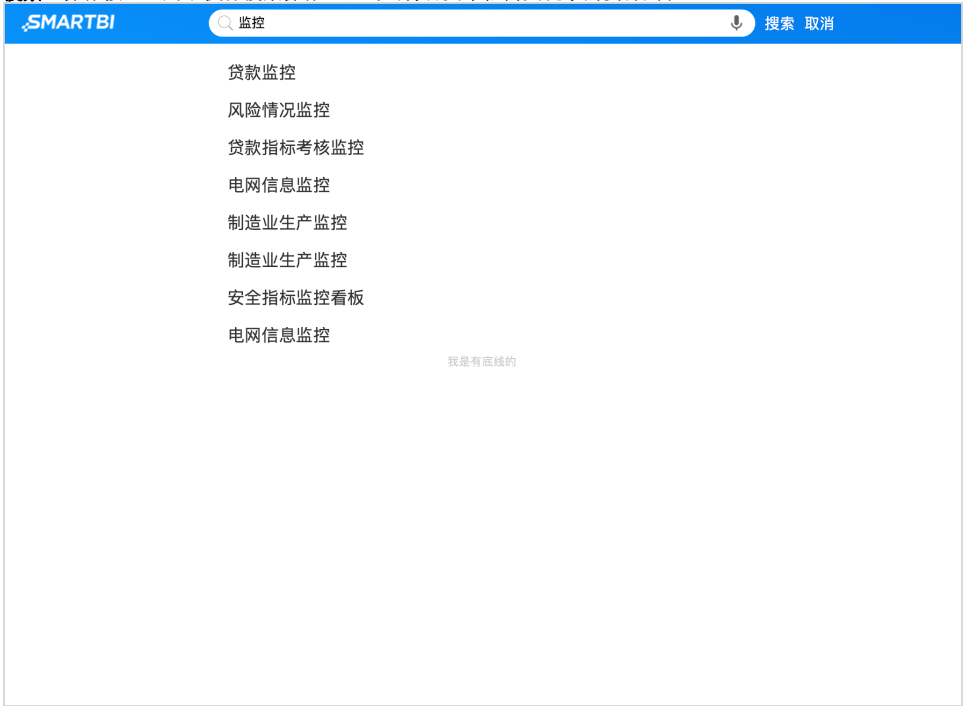 SMARTBI 监控 搜索 取消
贷款监控
风险情况监控
贷款指标考核监控
电网信息监控
制造业生产监控
制造业生产监控
安全指标监控看板
电网信息监控
我是有底线的